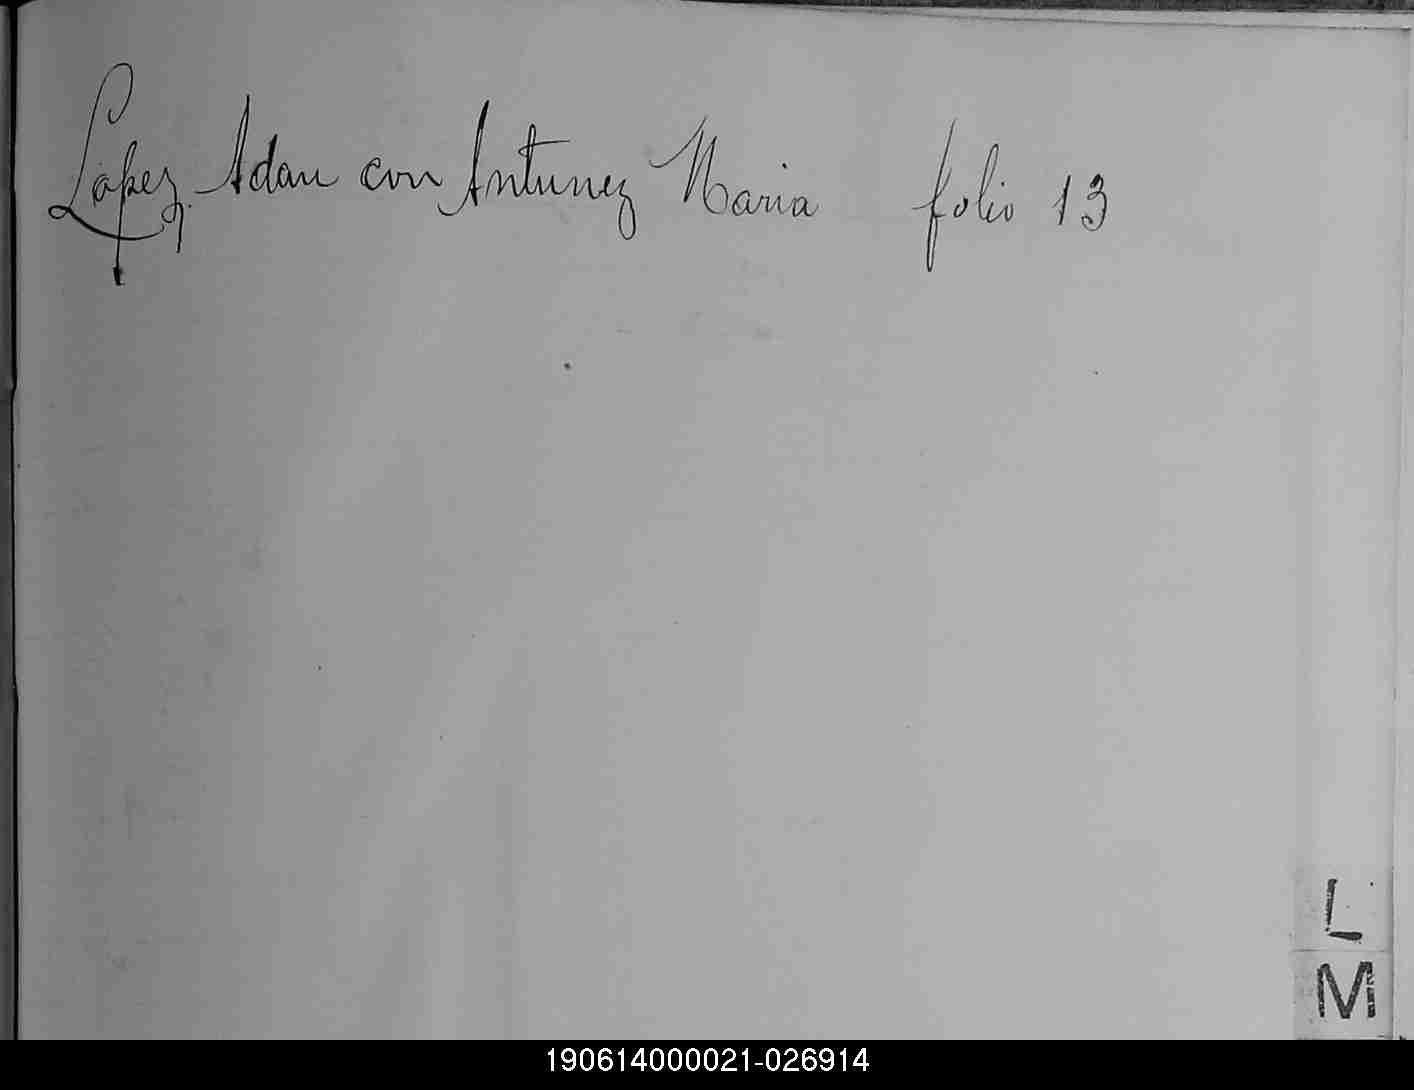 Lopez, Adan con Antunez Maria folio 13
L
M
190614000021-026914